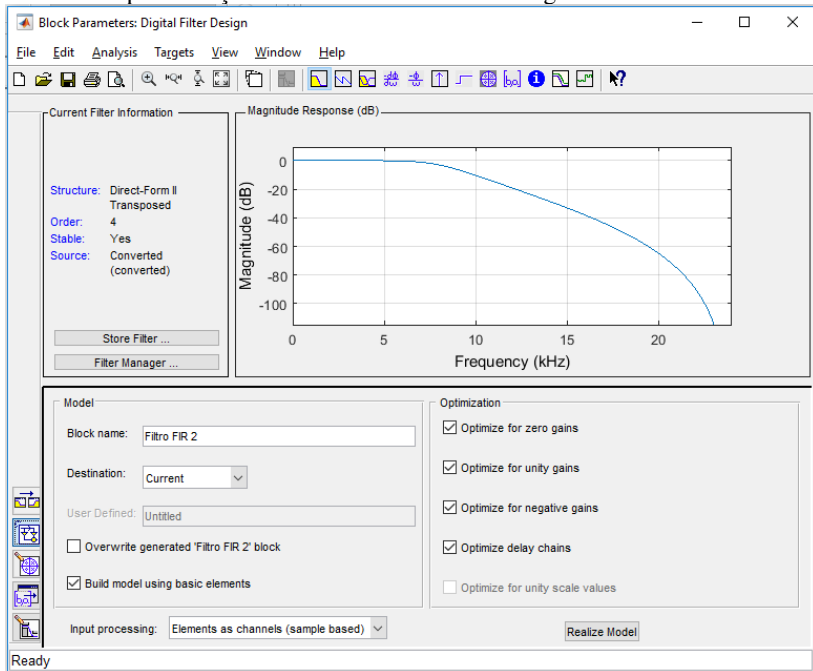 Block Parameters: Digital Filter Design
File Edit Analysis Targets View Window Help
Current Filter Information
Structure: Direct-Form II
Transposed
Order: 4
Stable: Yes
Source: Converted
(converted)
Store Filter ...
Filter Manager ...
Magnitude Response (dB)
Magnitude (dB)
0
-20
-40
-60
-80
-100
0 5 10 15 20
Frequency (kHz)
Model
Block name: Filtro FIR 2
Destination: Current
User Defined: Untitled
Overwrite generated 'Filtro FIR 2' block
Build model using basic elements
Input processing: Elements as channels (sample based)
Optimization
Optimize for zero gains
Optimize for unity gains
Optimize for negative gains
Optimize delay chains
Optimize for unity scale values
Realize Model
Ready